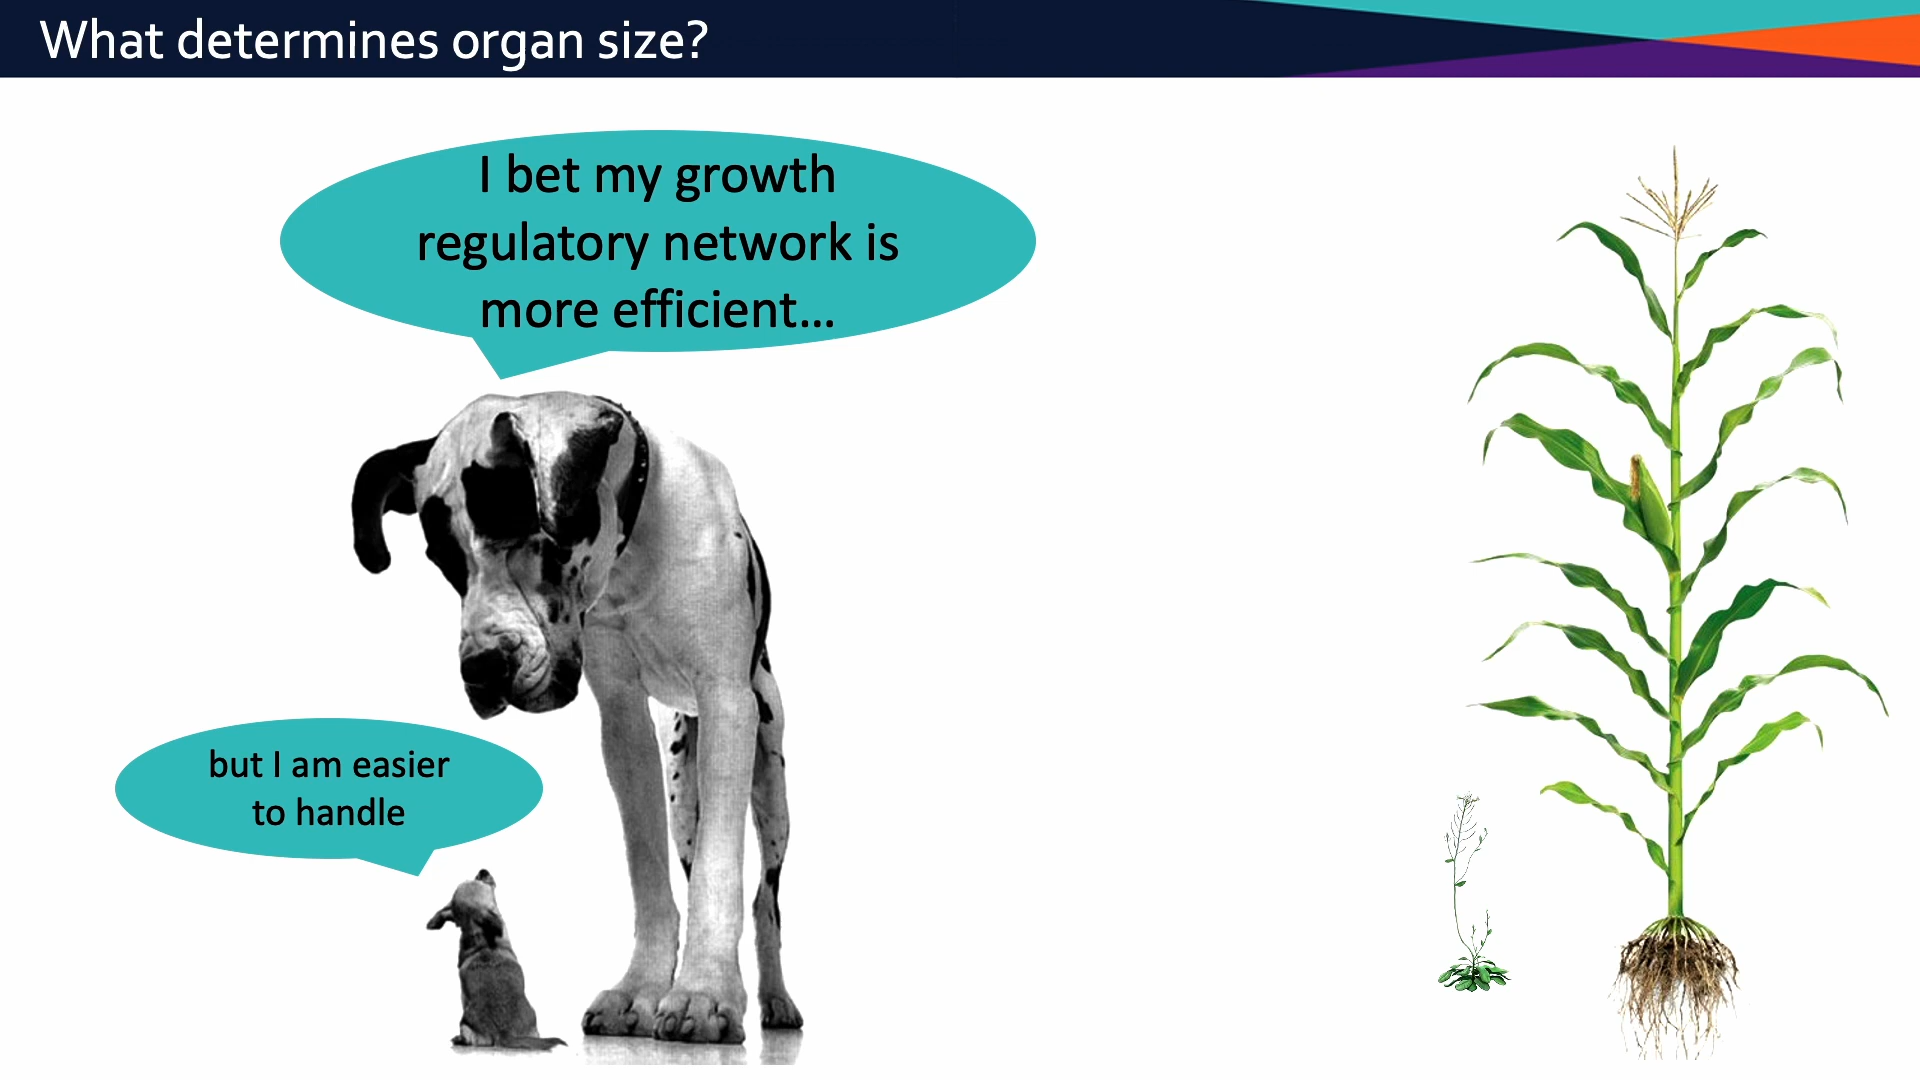 What determines organ size?
I bet my growth
regulatory network is
more efficient...
but I am easier
to handle